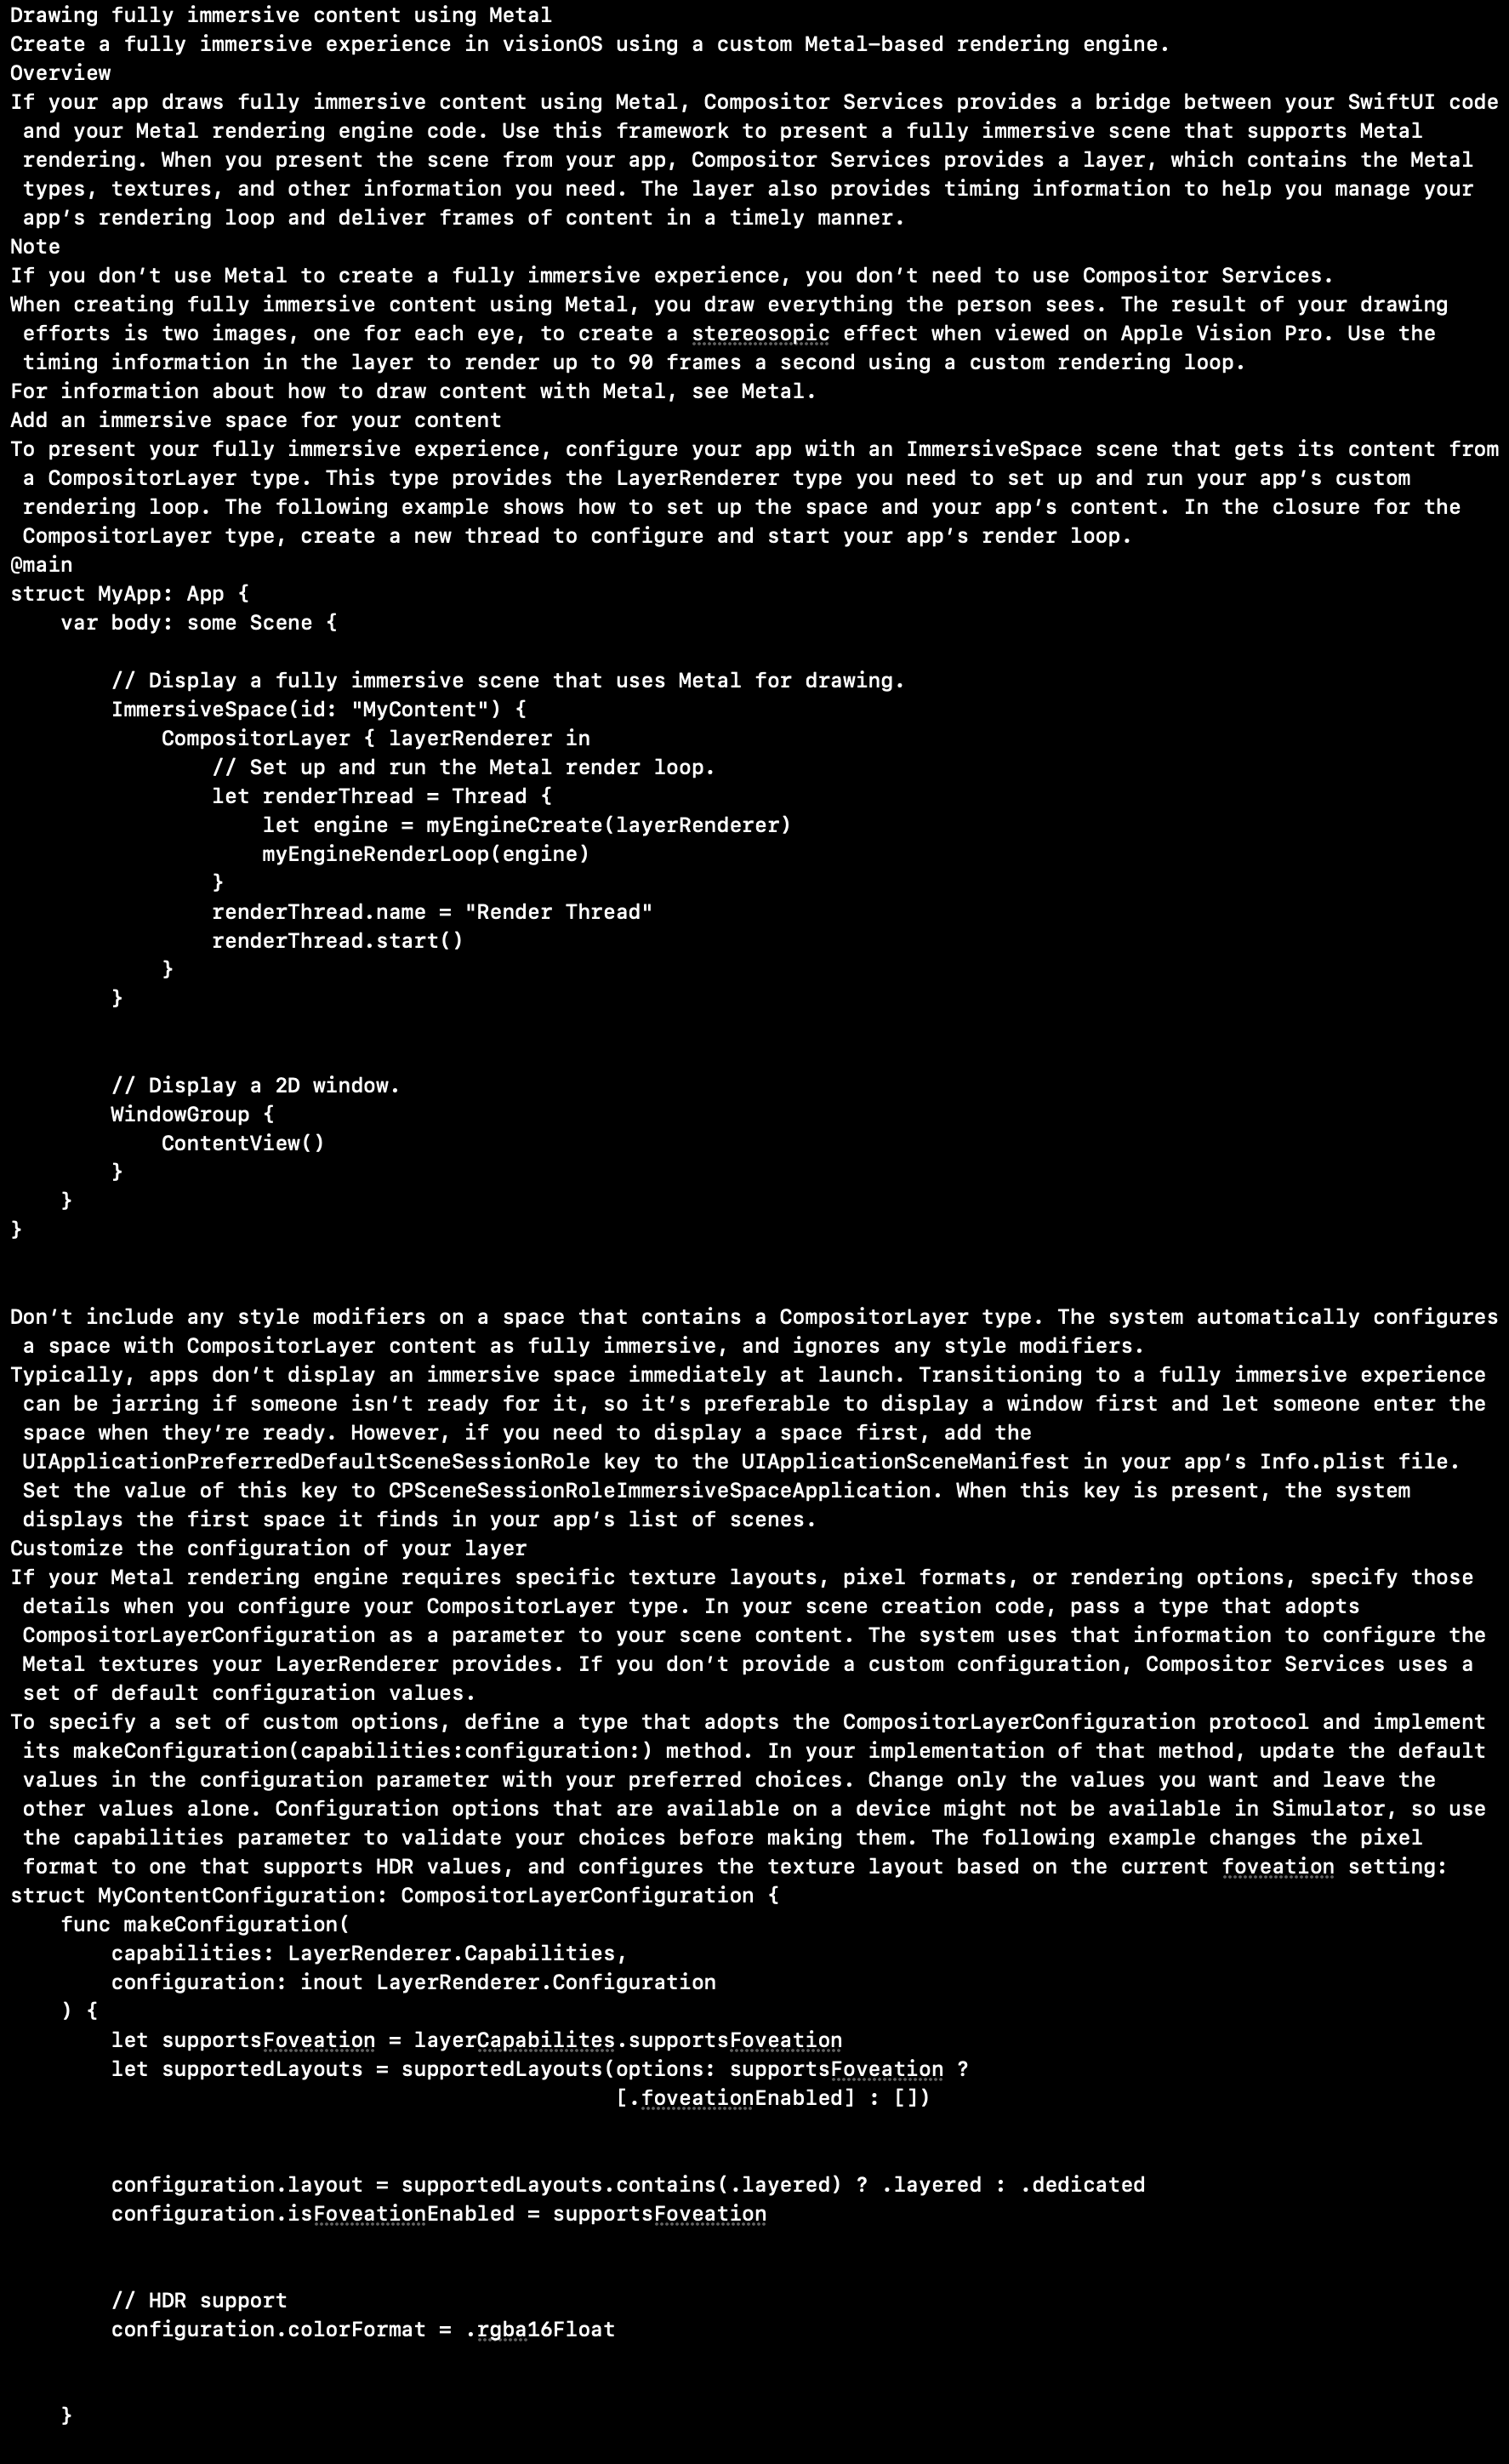 Drawing fully immersive content using Metal
Create a fully immersive experience in visionOS using a custom Metal-based rendering engine.
Overview
If your app draws fully immersive content using Metal, Compositor Services provides a bridge between your SwiftUI code
and your Metal rendering engine code. Use this framework to present a fully immersive scene that supports Metal
rendering. When you present the scene from your app, Compositor Services provides a layer, which contains the Metal
types, textures, and other information you need. The layer also provides timing information to help you manage your
app’s rendering loop and deliver frames of content in a timely manner.
Note
If you don’t use Metal to create a fully immersive experience, you don’t need to use Compositor Services.
When creating fully immersive content using Metal, you draw everything the person sees. The result of your drawing
efforts is two images, one for each eye, to create a stereosopic effect when viewed on Apple Vision Pro. Use the
timing information in the layer to render up to 90 frames a second using a custom rendering loop.
For information about how to draw content with Metal, see Metal.
Add an immersive space for your content
To present your fully immersive experience, configure your app with an ImmersiveSpace scene that gets its content from
a CompositorLayer type. This type provides the LayerRenderer type you need to set up and run your app’s custom
rendering loop. The following example shows how to set up the space and your app’s content. In the closure for the
CompositorLayer type, create a new thread to configure and start your app’s render loop.
@main
struct MyApp: App {
    var body: some Scene {

        // Display a fully immersive scene that uses Metal for drawing.
        ImmersiveSpace(id: "MyContent") {
            CompositorLayer { layerRenderer in
                // Set up and run the Metal render loop.
                let renderThread = Thread {
                    let engine = myEngineCreate(layerRenderer)
                    myEngineRenderLoop(engine)
                }
                renderThread.name = "Render Thread"
                renderThread.start()
            }
        }

        // Display a 2D window.
        WindowGroup {
            ContentView()
        }
    }
}

Don’t include any style modifiers on a space that contains a CompositorLayer type. The system automatically configures
a space with CompositorLayer content as fully immersive, and ignores any style modifiers.
Typically, apps don’t display an immersive space immediately at launch. Transitioning to a fully immersive experience
can be jarring if someone isn’t ready for it, so it’s preferable to display a window first and let someone enter the
space when they’re ready. However, if you need to display a space first, add the
UIApplicationPreferredDefaultSceneSessionRole key to the UIApplicationSceneManifest in your app’s Info.plist file.
Set the value of this key to CPSceneSessionRoleImmersiveSpaceApplication. When this key is present, the system
displays the first space it finds in your app’s list of scenes.
Customize the configuration of your layer
If your Metal rendering engine requires specific texture layouts, pixel formats, or rendering options, specify those
details when you configure your CompositorLayer type. In your scene creation code, pass a type that adopts
CompositorLayerConfiguration as a parameter to your scene content. The system uses that information to configure the
Metal textures your LayerRenderer provides. If you don’t provide a custom configuration, Compositor Services uses a
set of default configuration values.
To specify a set of custom options, define a type that adopts the CompositorLayerConfiguration protocol and implement
its makeConfiguration(capabilities:configuration:) method. In your implementation of that method, update the default
values in the configuration parameter with your preferred choices. Change only the values you want and leave the
other values alone. Configuration options that are available on a device might not be available in Simulator, so use
the capabilities parameter to validate your choices before making them. The following example changes the pixel
format to one that supports HDR values, and configures the texture layout based on the current foveation setting:
struct MyContentConfiguration: CompositorLayerConfiguration {
    func makeConfiguration(
        capabilities: LayerRenderer.Capabilities,
        configuration: inout LayerRenderer.Configuration
    ) {
        let supportsFoveation = layerCapabilites.supportsFoveation
        let supportedLayouts = supportedLayouts(options: supportsFoveation ?
                                                [.foveationEnabled] : [])

        configuration.layout = supportedLayouts.contains(.layered) ? .layered : .dedicated
        configuration.isFoveationEnabled = supportsFoveation

        // HDR support
        configuration.colorFormat = .rgba16Float

    }